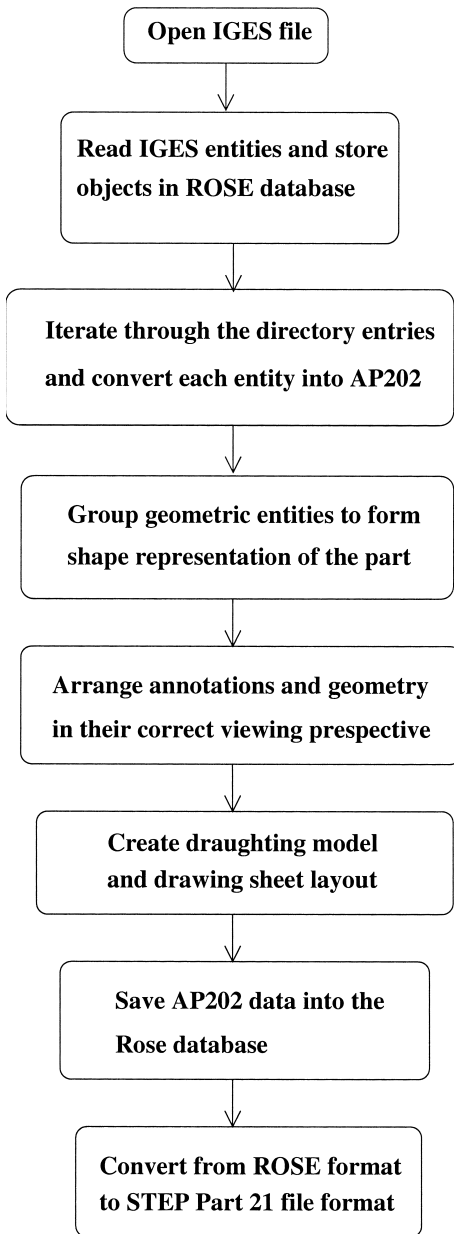 Open IGES file
Read IGES entities and store
objects in ROSE database
Iterate through the directory entries
and convert each entity into AP202
Group geometric entities to form
shape representation of the part
Arrange annotations and geometry
in their correct viewing prespective
Create draughting model
and drawing sheet layout
Save AP202 data into the
Rose database
Convert from ROSE format
to STEP Part 21 file format